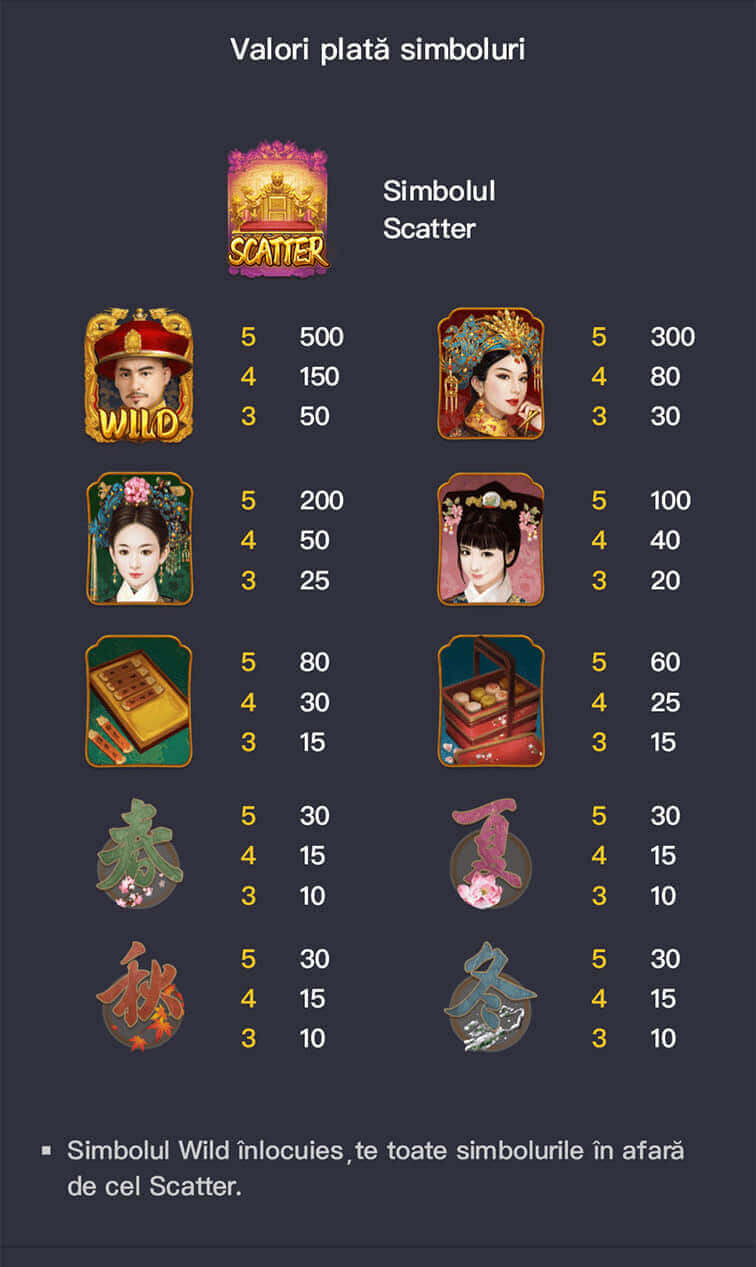 Valori plată simboluri
SCATTER
Simbolul
Scatter
5 500
4 150
3 50
WILD
5 300
4 80
3 30
5 200
4 50
3 25
5 100
4 40
3 20
5 80
4 30
3 15
5 60
4 25
3 15
春
5 30
4 15
3 10
夏
5 30
4 15
3 10
秋
5 30
4 15
3 10
冬
5 30
4 15
3 10
▪ Simbolul Wild înlocuies,te toate simbolurile în afară
de cel Scatter.